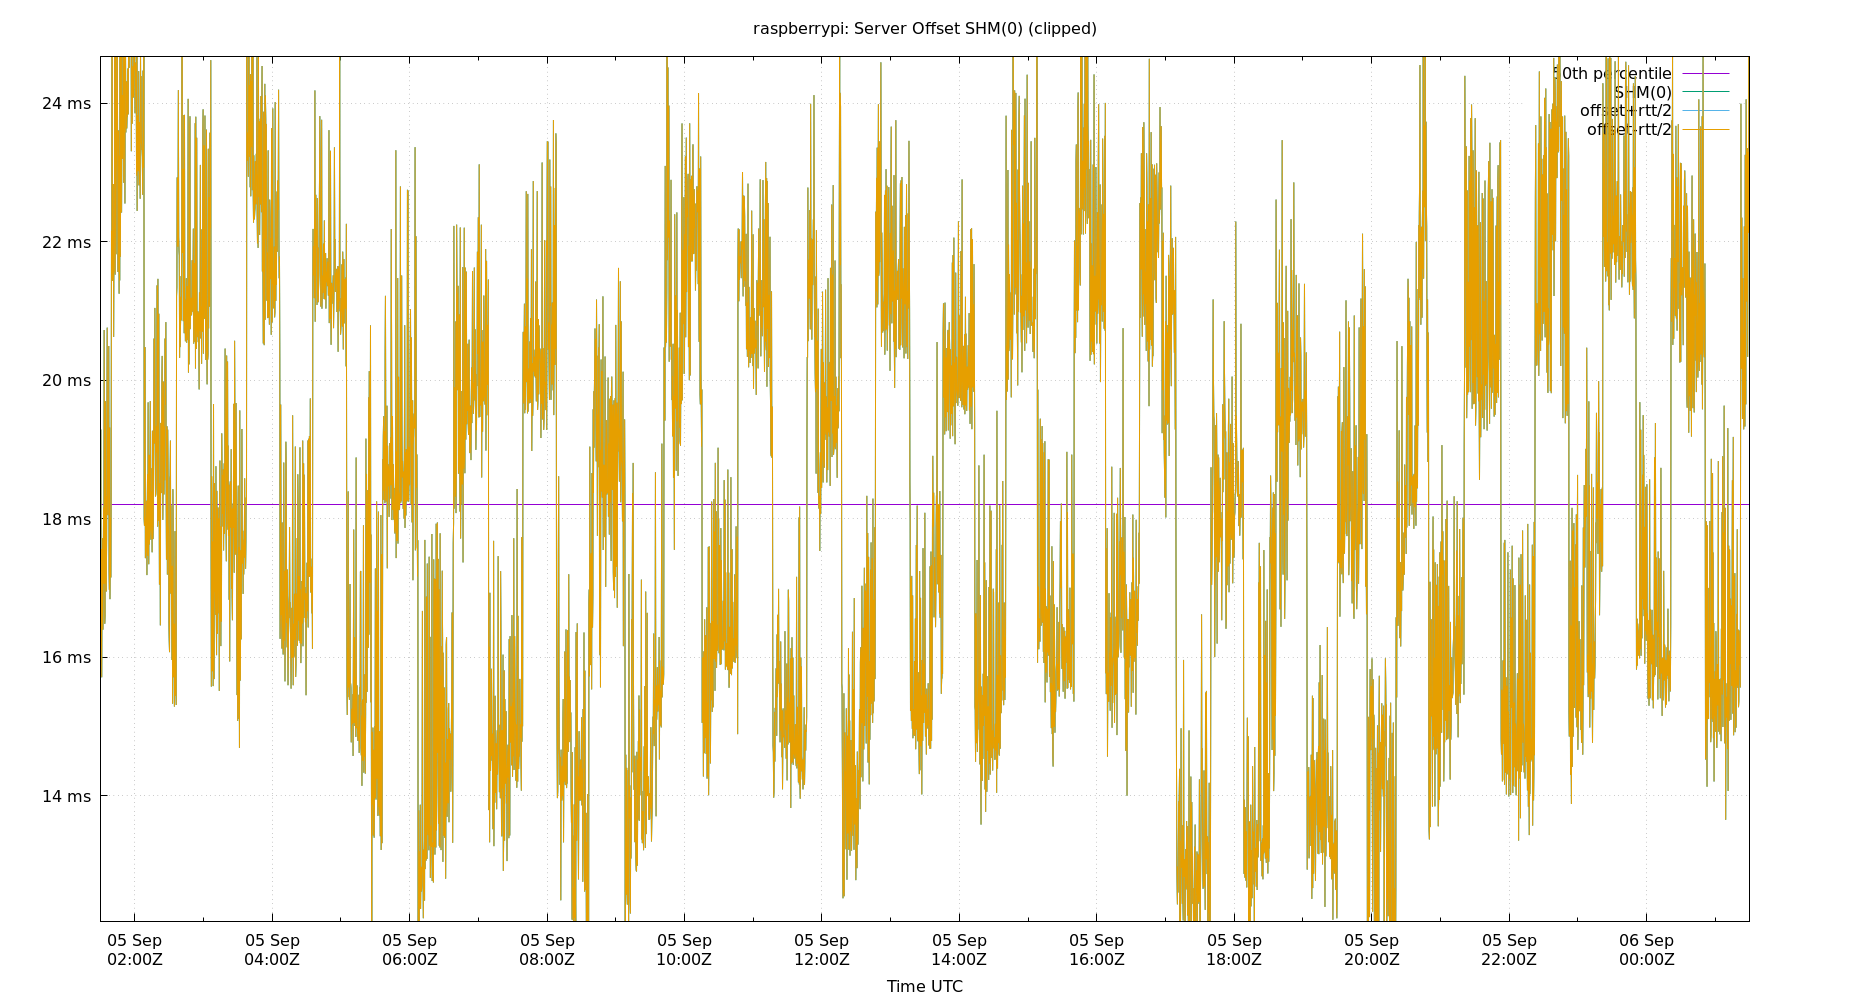 raspberrypi: Server Offset SHM(0) (clipped)
50th percentile
SHM(0)
offset+rtt/2
offset-rtt/2
24 ms
22 ms
20 ms
18 ms
16 ms
14 ms
05 Sep 05 Sep 05 Sep 05 Sep 05 Sep 05 Sep 05 Sep 05 Sep 05 Sep 05 Sep 05 Sep 06 Sep
02:00Z 04:00Z 06:00Z 08:00Z 10:00Z 12:00Z 14:00Z 16:00Z 18:00Z 20:00Z 22:00Z 00:00Z
Time UTC